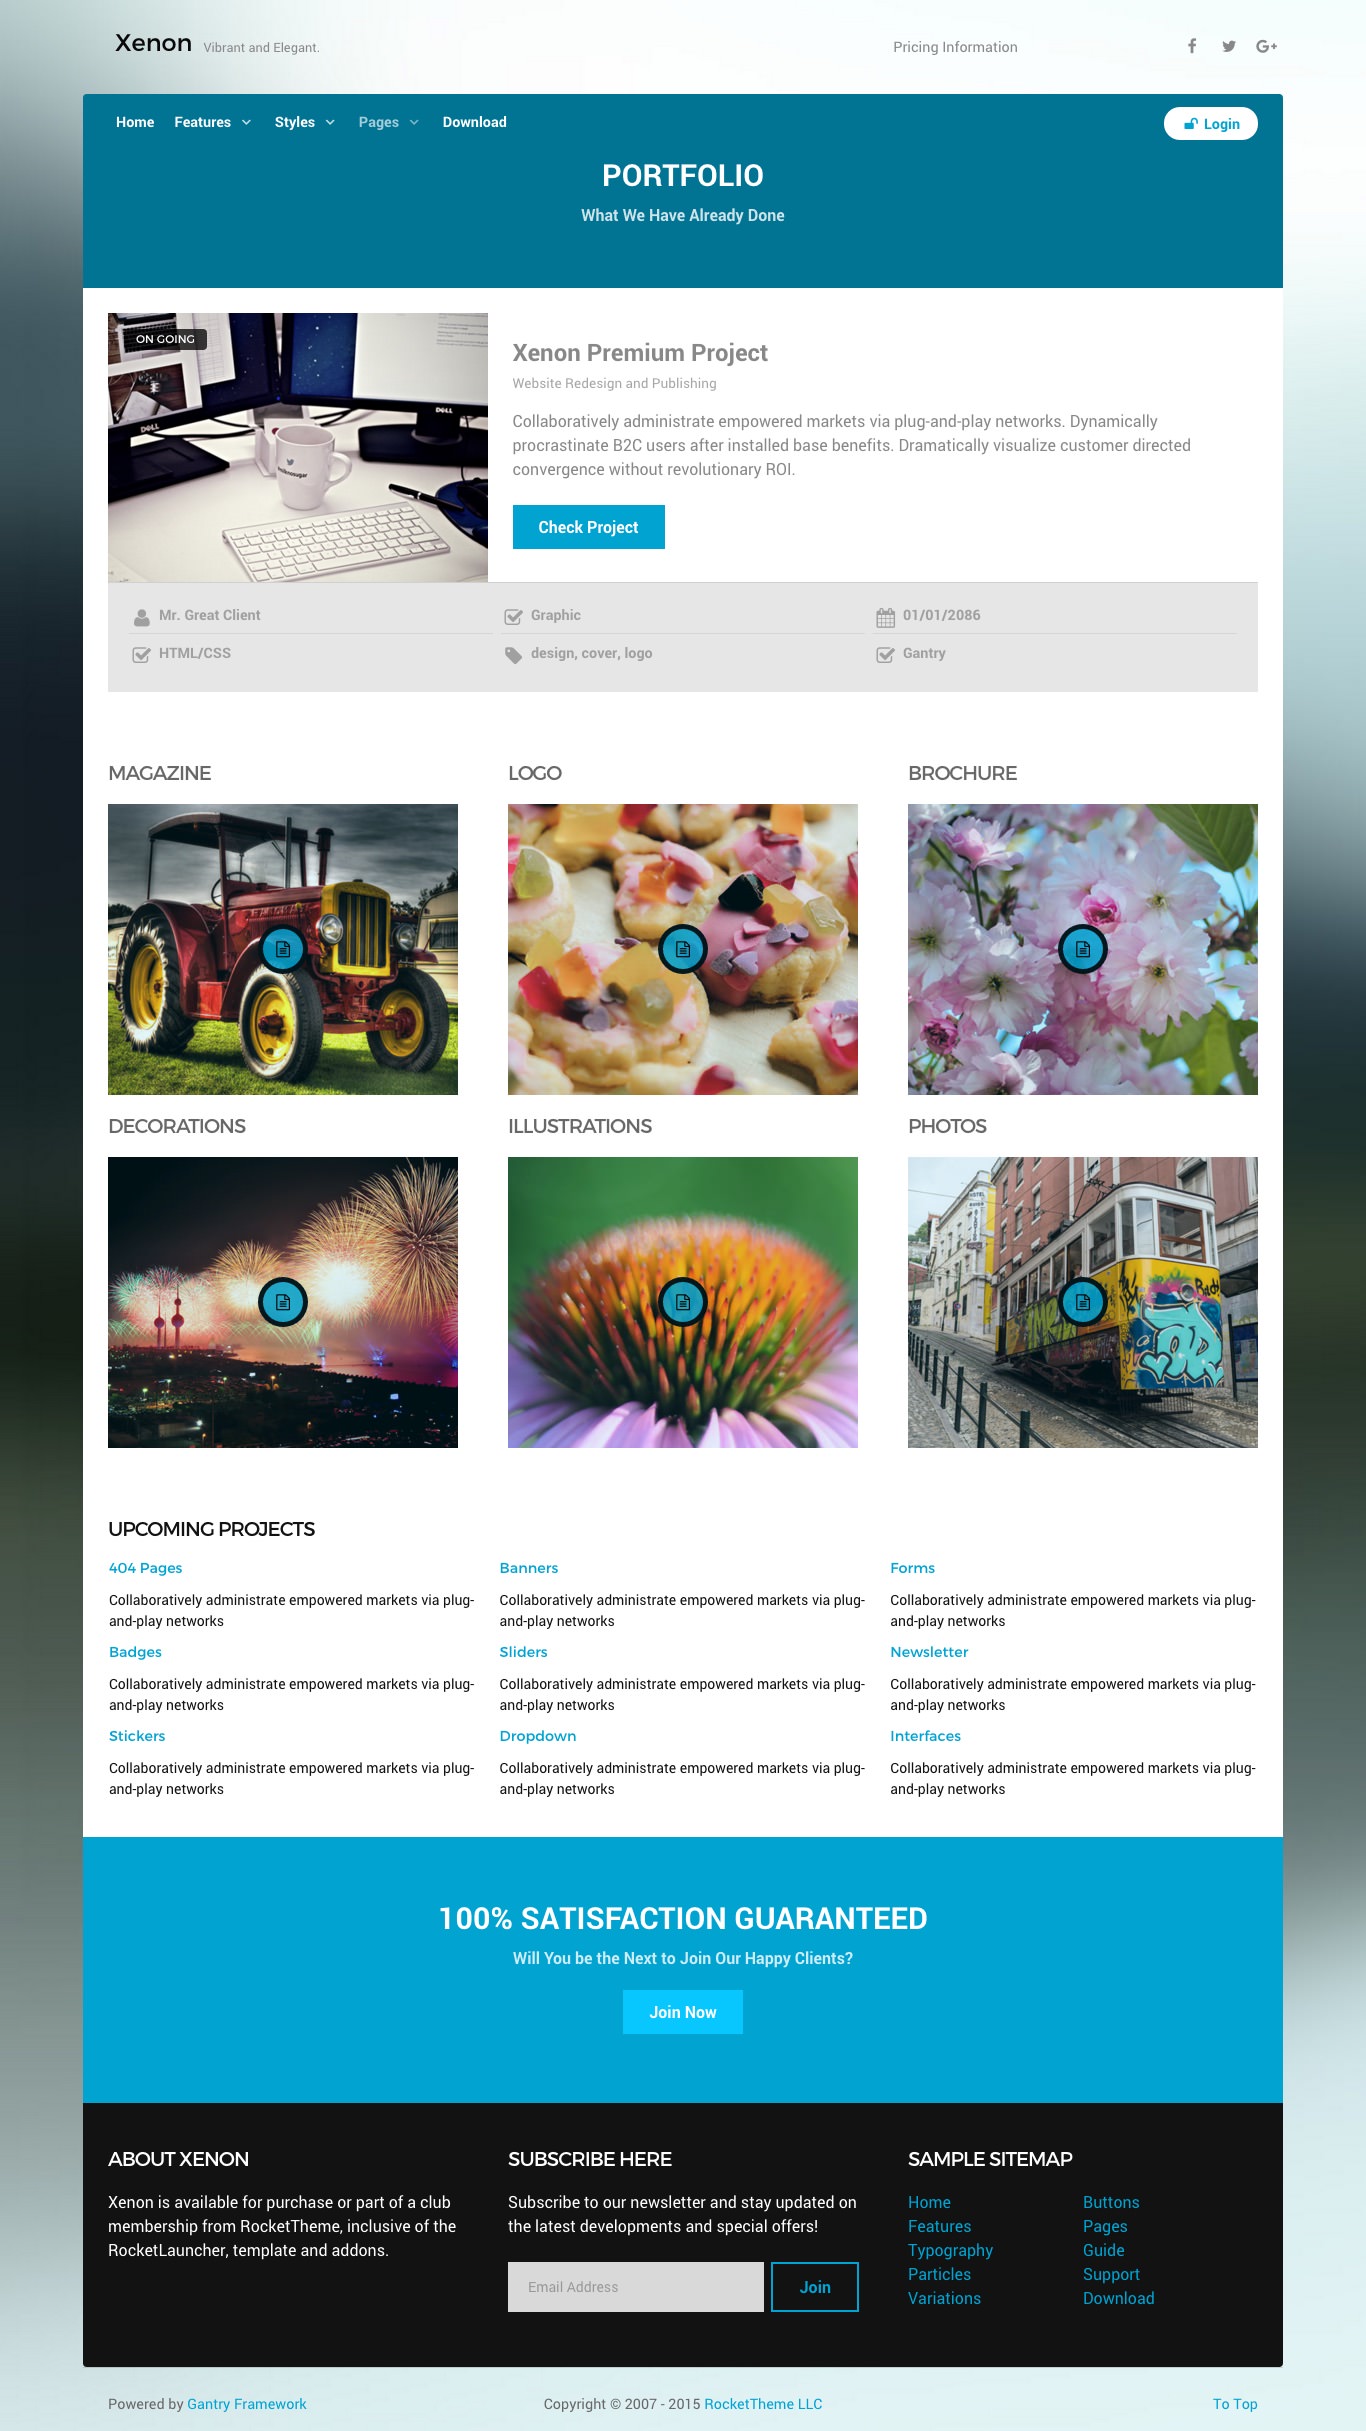 Xenon Vibrant and Elegant.
Pricing Information
Home Features Styles Pages Download
Login
PORTFOLIO
What We Have Already Done
ON GOING
DELL
DELL
Xenon Premium Project
Website Redesign and Publishing
Collaboratively administrate empowered markets via plug-and-play networks. Dynamically
procrastinate B2C users after installed base benefits. Dramatically visualize customer directed
convergence without revolutionary ROI.
Check Project
Mr. Great Client
Graphic
01/01/2086
HTML/CSS
design, cover, logo
Gantry
MAGAZINE
LOGO
BROCHURE
DECORATIONS
ILLUSTRATIONS
PHOTOS
HOTEL
UPCOMING PROJECTS
404 Pages
Collaboratively administrate empowered markets via plug-
and-play networks
Banners
Collaboratively administrate empowered markets via plug-
and-play networks
Forms
Collaboratively administrate empowered markets via plug-
and-play networks
Badges
Collaboratively administrate empowered markets via plug-
and-play networks
Sliders
Collaboratively administrate empowered markets via plug-
and-play networks
Newsletter
Collaboratively administrate empowered markets via plug-
and-play networks
Stickers
Collaboratively administrate empowered markets via plug-
and-play networks
Dropdown
Collaboratively administrate empowered markets via plug-
and-play networks
Interfaces
Collaboratively administrate empowered markets via plug-
and-play networks
100% SATISFACTION GUARANTEED
Will You be the Next to Join Our Happy Clients?
Join Now
ABOUT XENON
Xenon is available for purchase or part of a club
membership from RocketTheme, inclusive of the
RocketLauncher, template and addons.
SUBSCRIBE HERE
Subscribe to our newsletter and stay updated on
the latest developments and special offers!
Email Address
Join
SAMPLE SITEMAP
Home
Features
Typography
Particles
Variations
Buttons
Pages
Guide
Support
Download
Powered by Gantry Framework
Copyright © 2007 - 2015 RocketTheme LLC
To Top